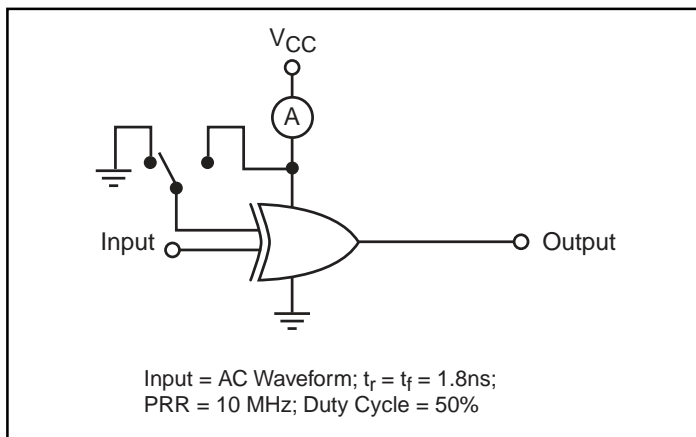 VCC
A
Input
Output
Input = AC Waveform; tr = tf = 1.8ns;
PRR = 10 MHz; Duty Cycle = 50%